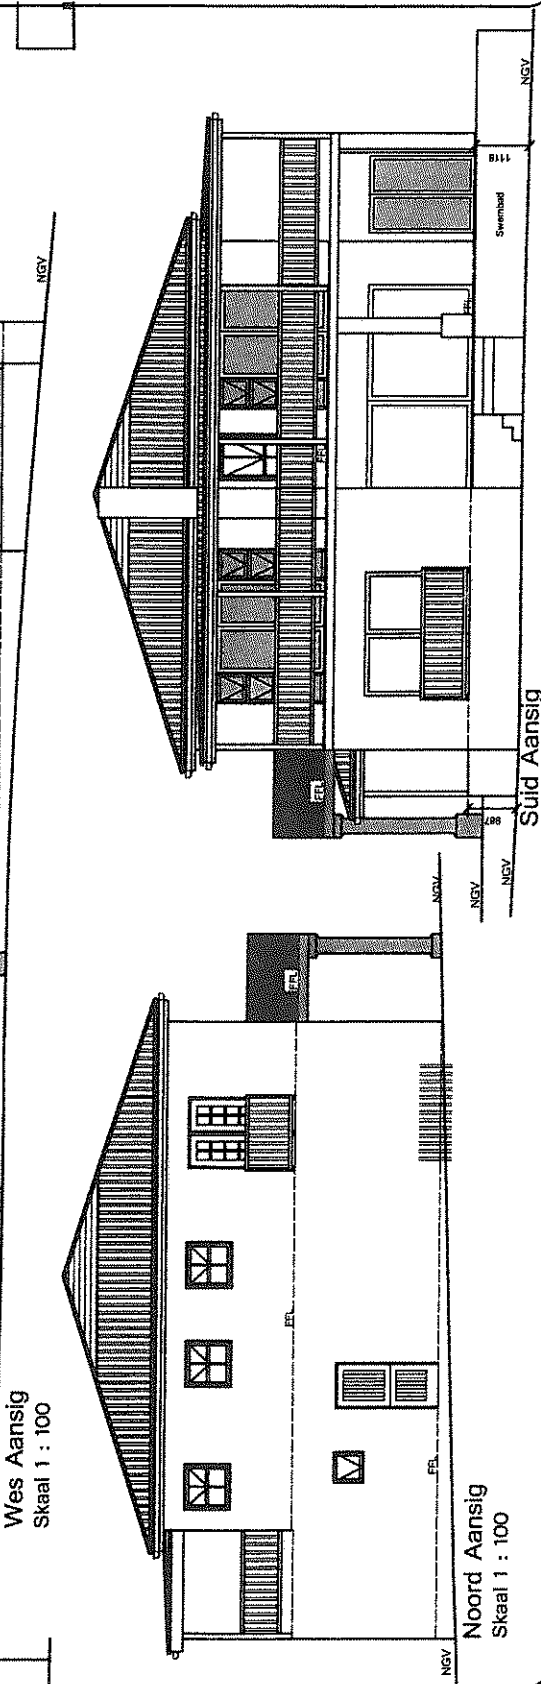 Wes Aansig
Skaal 1 : 100
NGV
Noord Aansig
Skaal 1 : 100
NGV
FFL
FFL
FFL
NGV
Suid Aansig
NGV
NGV
987
FFL
FFL
FFL
Swembad
1118
NGV